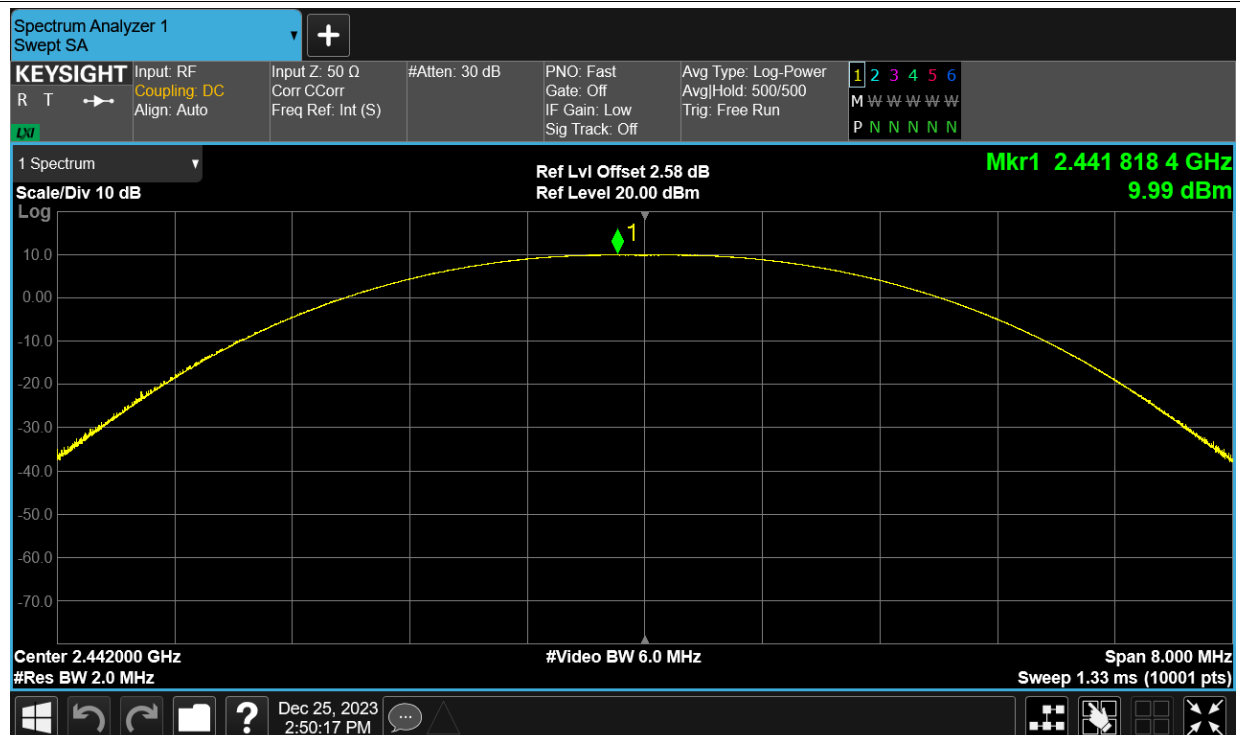 Spectrum Analyzer 1
Swept SA
+
KEYSIGHT
R T
LXI
Input: RF
Coupling: DC
Align: Auto
Input Z: 50 Ω
Corr CCorr
Freq Ref: Int (S)
#Atten: 30 dB
PNO: Fast
Gate: Off
IF Gain: Low
Sig Track: Off
Avg Type: Log-Power
Avg|Hold: 500/500
Trig: Free Run
1 2 3 4 5 6
M W W W W W
P N N N N N
1 Spectrum
Scale/Div 10 dB
Log
Ref Lvl Offset 2.58 dB
Ref Level 20.00 dBm
Mkr1 2.441 818 4 GHz
9.99 dBm
1
10.0
0.00
-10.0
-20.0
-30.0
-40.0
-50.0
-60.0
-70.0
Center 2.442000 GHz
#Res BW 2.0 MHz
#Video BW 6.0 MHz
Span 8.000 MHz
Sweep 1.33 ms (10001 pts)
?
Dec 25, 2023
2:50:17 PM